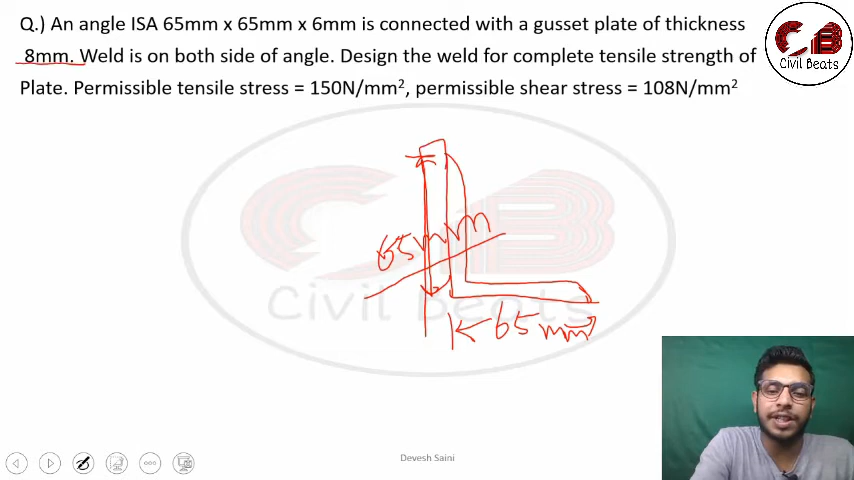 Q.) An angle ISA 65mm x 65mm x 6mm is connected with a gusset plate of thickness
8mm. Weld is on both side of angle. Design the weld for complete tensile strength of
Plate. Permissible tensile stress = 150N/mm², permissible shear stress = 108N/mm²
CB
Civil Beats
65mm
Civil Beats
65mm
Devesh Saini